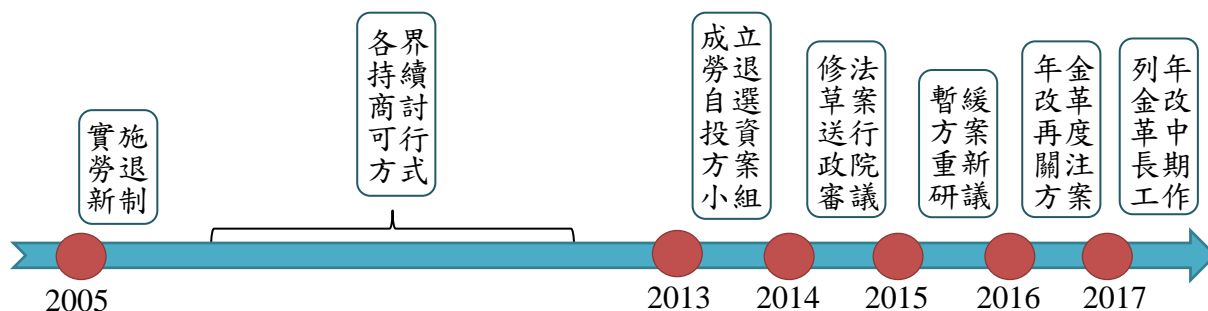 實施
勞退
新制
各界
持續
商討
可行
方式
成立
勞退
自選
投資
方案
小組
修法
草案
送行
政院
審議
暫緩
方案
重新
研議
年金
改革
再度
關注
方案
列年
金改
革中
長期
工作
2005
2013
2014
2015
2016
2017